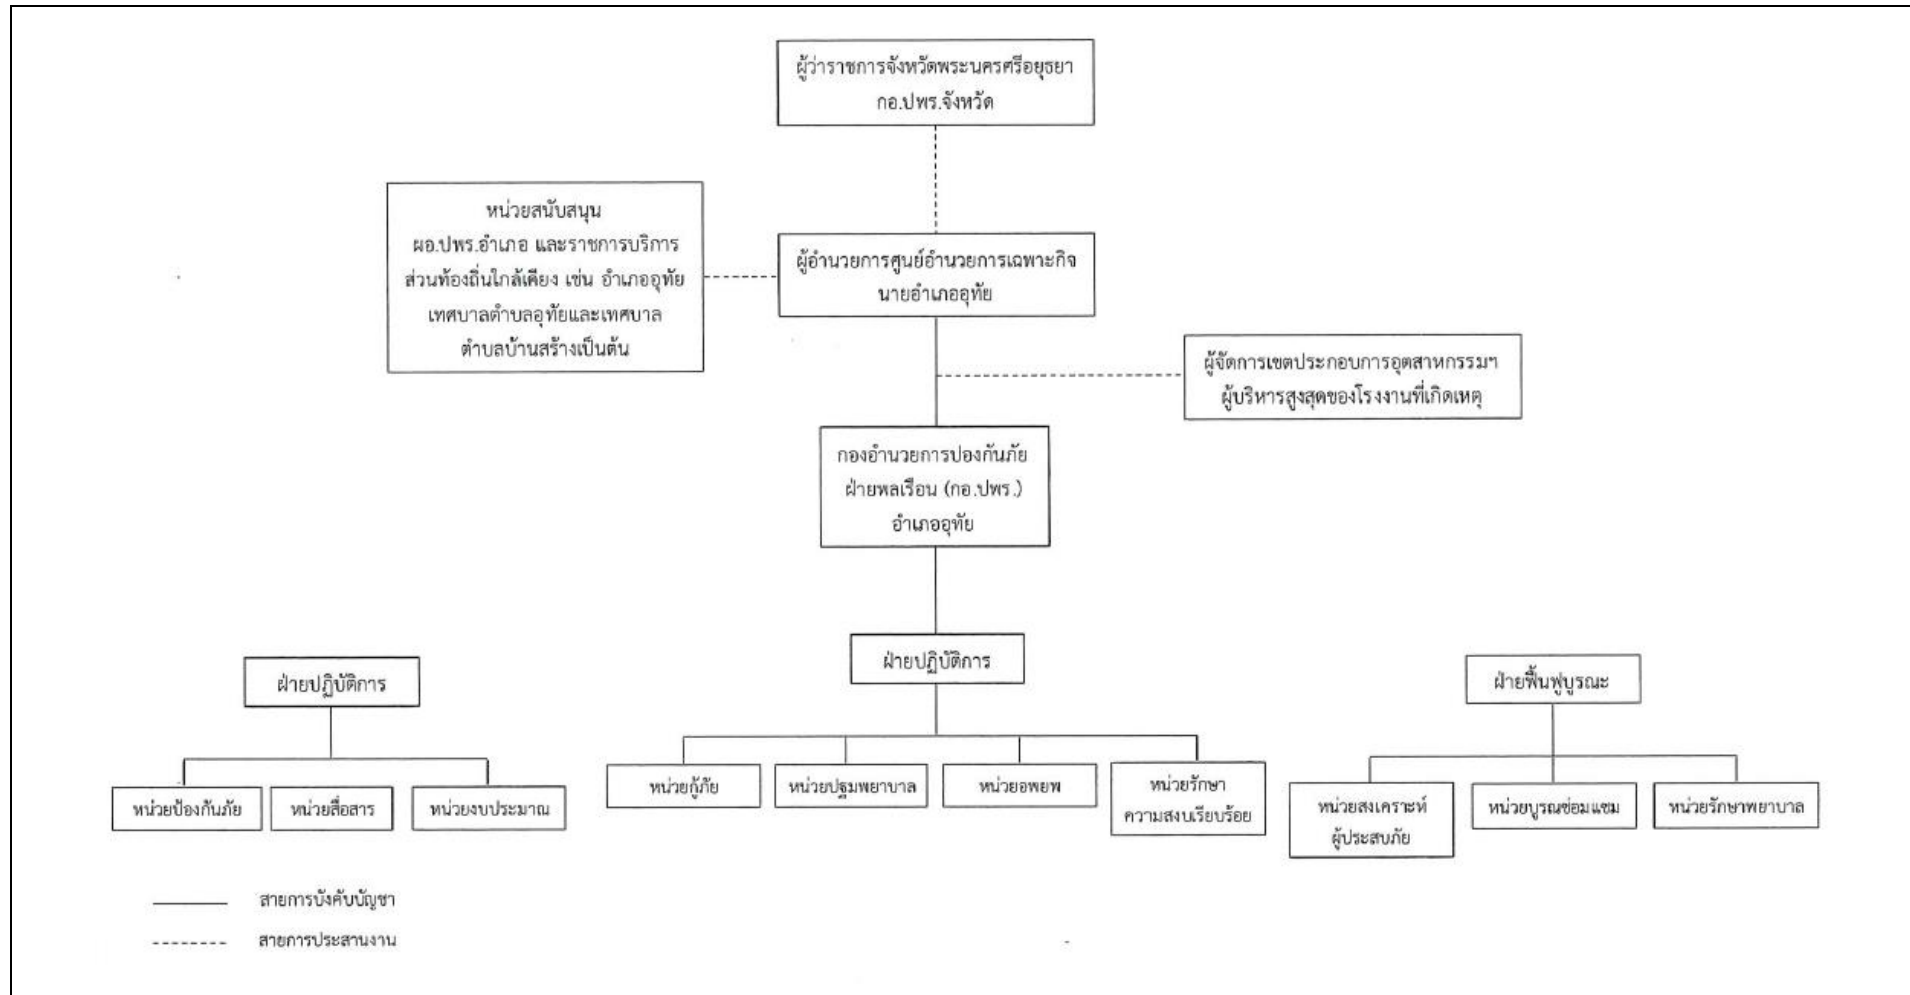 ผู้ว่าราชการจังหวัดพระนครศรีอยุธยา
กอ.ปพร.จังหวัด
หน่วยสนับสนุน
ผอ.ปพร.อำเภอ และราชการบริการ
ส่วนท้องถิ่นใกล้เคียง เช่น อำเภออุทัย
เทศบาลตำบลอุทัยและเทศบาล
ตำบลบ้านสร้างเป็นต้น
ผู้อำนวยการศูนย์อำนวยการเฉพาะกิจ
นายอำเภออุทัย
ผู้จัดการเขตประกอบการอุตสาหกรรมฯ
ผู้บริหารสูงสุดของโรงงานที่เกิดเหตุ
กองอำนวยการปองกันภัย
ฝ่ายพลเรือน (กอ.ปพร.)
อำเภออุทัย
ฝ่ายปฏิบัติการ
หน่วยป้องกันภัย
หน่วยสื่อสาร
หน่วยงบประมาณ
ฝ่ายปฏิบัติการ
หน่วยกู้ภัย
หน่วยปฐมพยาบาล
หน่วยอพยพ
หน่วยรักษา
ความสงบเรียบร้อย
ฝ่ายฟื้นฟูบูรณะ
หน่วยสงเคราะห์
ผู้ประสบภัย
หน่วยบูรณซ่อมแซม
หน่วยรักษาพยาบาล
สายการบังคับบัญชา
สายการประสานงาน